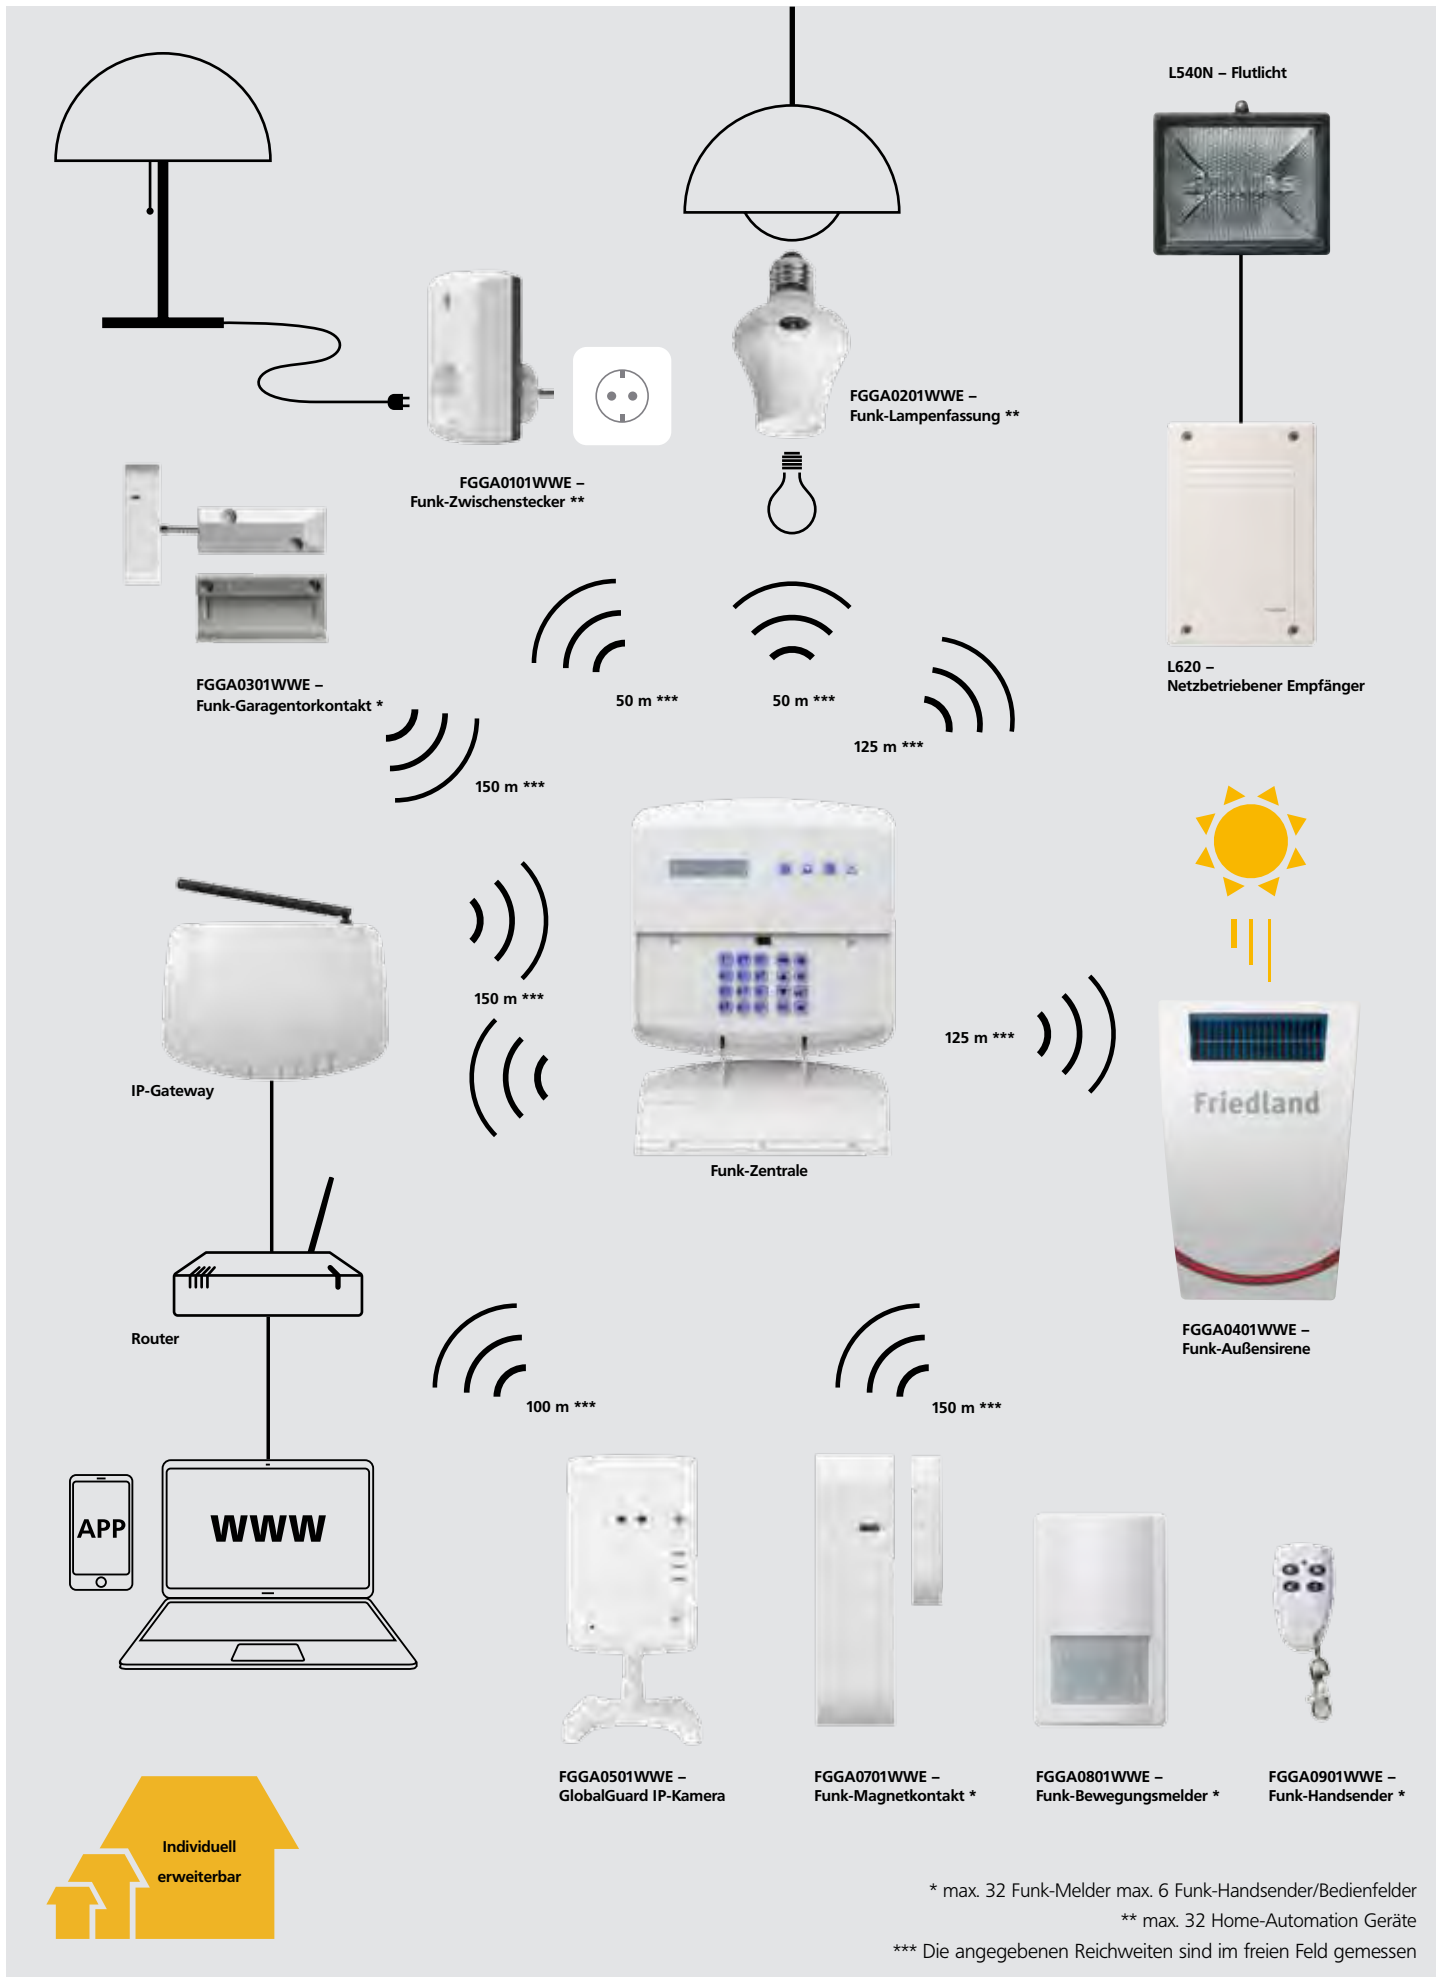 L540N – Flutlicht
FGGA0201WWE –
Funk-Lampenfassung **
FGGA0101WWE –
Funk-Zwischenstecker **
L620 –
Netzbetriebener Empfänger
FGGA0301WWE –
Funk-Garagentorkontakt *
50 m ***
50 m ***
125 m ***
150 m ***
150 m ***
125 m ***
IP-Gateway
Friedland
Funk-Zentrale
Router
FGGA0401WWE –
Funk-Außensirene
100 m ***
150 m ***
APP
WWW
FGGA0501WWE –
GlobalGuard IP-Kamera
FGGA0701WWE –
Funk-Magnetkontakt *
FGGA0801WWE –
Funk-Bewegungsmelder *
FGGA0901WWE –
Funk-Handsender *
Individuell
erweiterbar
* max. 32 Funk-Melder max. 6 Funk-Handsender/Bedienfelder
** max. 32 Home-Automation Geräte
*** Die angegebenen Reichweiten sind im freien Feld gemessen